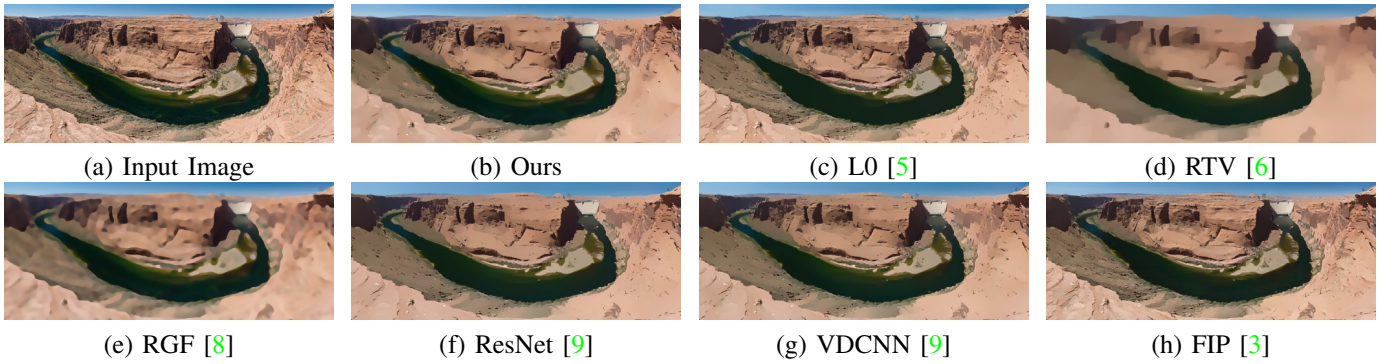 (a) Input Image
(b) Ours
(c) L0 [5]
(d) RTV [6]
(e) RGF [8]
(f) ResNet [9]
(g) VDCNN [9]
(h) FIP [3]